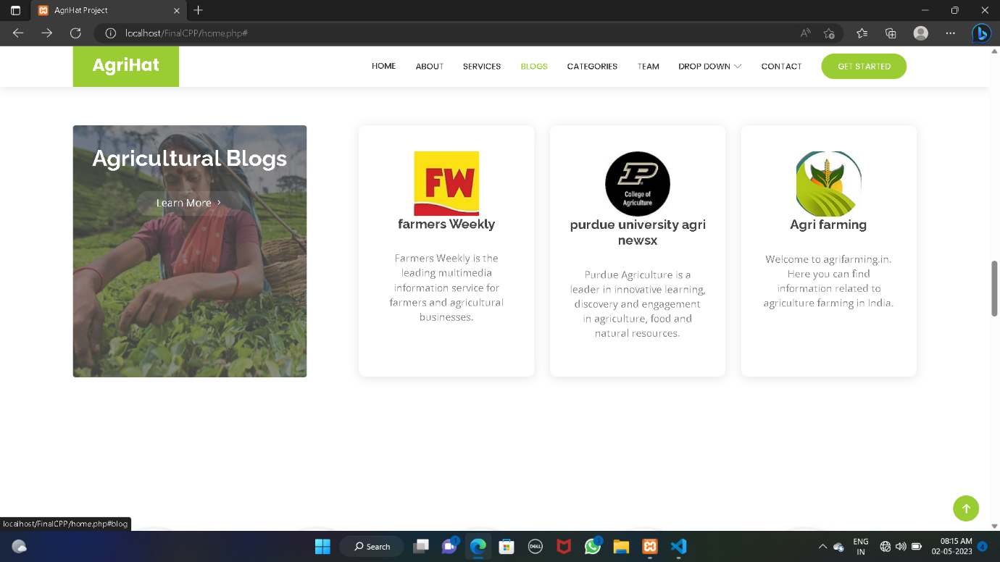 AgriHat Project
localhost/FinalCPP/home.php#
AgriHat
HOME
ABOUT
SERVICES
BLOGS
CATEGORIES
TEAM
DROP DOWN
CONTACT
GET STARTED
Agricultural Blogs
Learn More
FW
farmers Weekly
Farmers Weekly is the
leading multimedia
information service for
farmers and agricultural
businesses.
P
College of
Agriculture
purdue university agri
newsx
Purdue Agriculture is a
leader in innovative learning,
discovery and engagement
in agriculture, food and
natural resources.
Agri farming
Welcome to agrifarming.in.
Here you can find
information related to
agriculture farming in India.
localhost/FinalCPP/home.php#blog
Search
1
DELL
1
ENG
IN
08:15 AM
02-05-2023
4